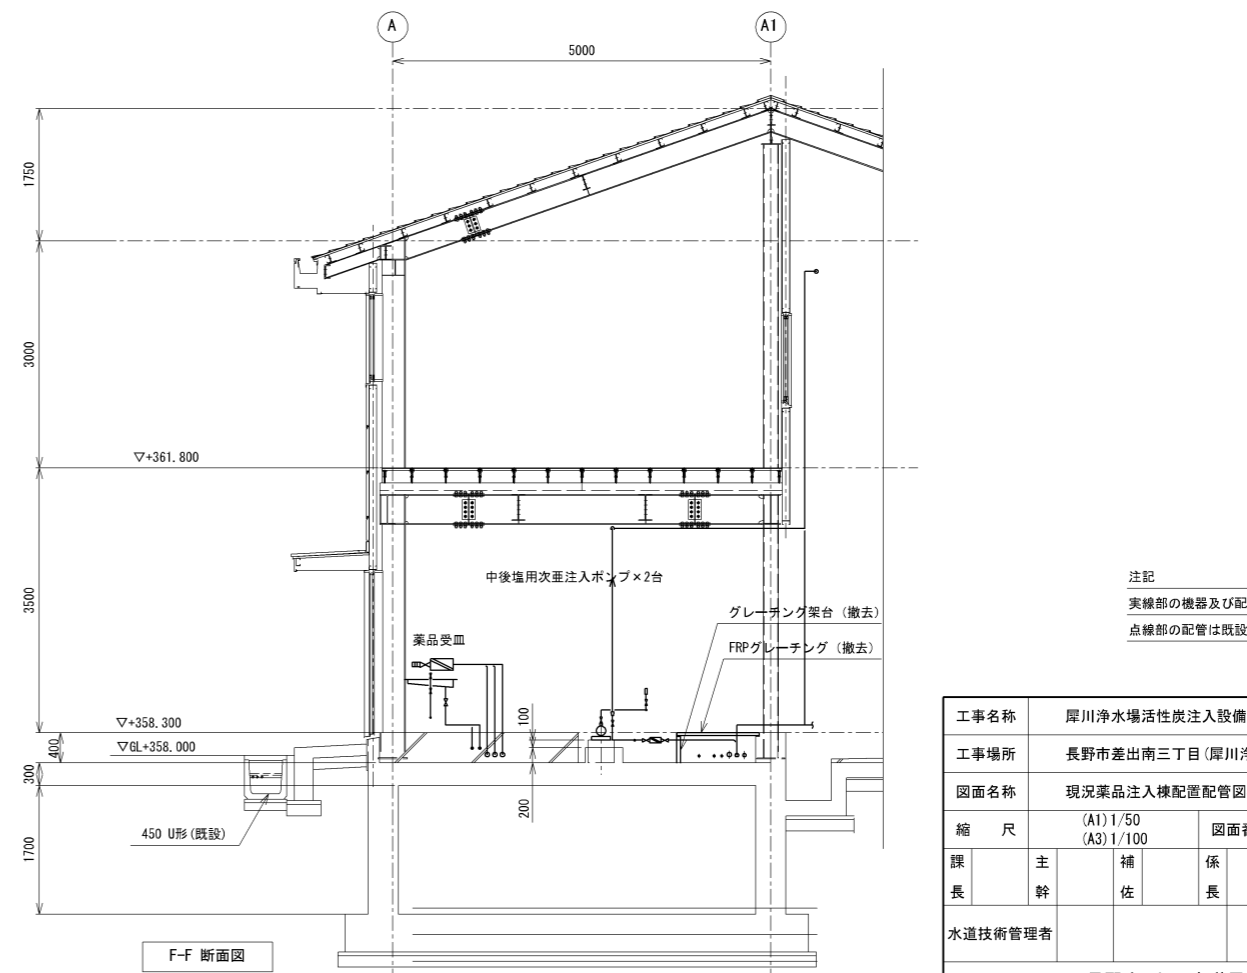 A
A1
5000
1750
3000
▽+361.800
3500
中後塩用次亜注入ポンプ×2台
グレーチング架台(撤去)
薬品受皿
FRPグレーチング(撤去)
100
▽+358.300
▽GL+358.000
400
300
200
450 U形(既設)
1700
F-F 断面図
注記
実線部の機器及び配
点線部の配管は既設
工事名称 犀川浄水場活性炭注入設備
工事場所 長野市差出南三丁目(犀川浄
図面名称 現況薬品注入棟配置配管図
縮 尺 (A1)1/50 図面番
(A3)1/100
課長 主幹 補佐 係長
水道技術管理者